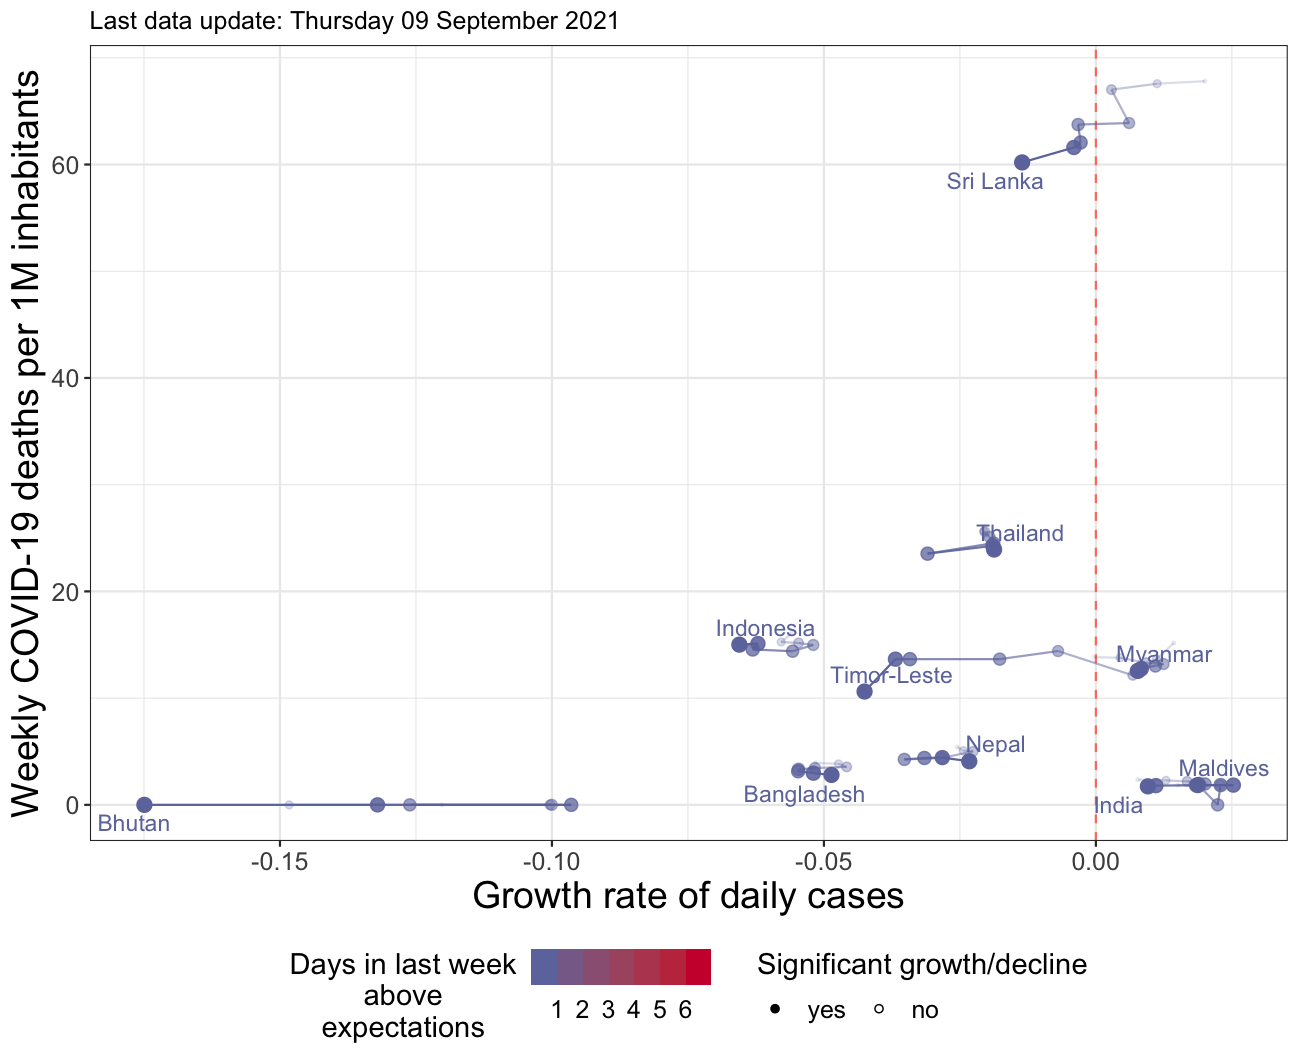 Last data update: Thursday 09 September 2021
Weekly COVID-19 deaths per 1M inhabitants
60
40
20
0
Sri Lanka
Thailand
Indonesia
Myanmar
Timor-Leste
Nepal
Maldives
Bangladesh
India
Bhutan
-0.15
-0.10
-0.05
0.00
Growth rate of daily cases
Days in last week
above
expectations
1 2 3 4 5 6
Significant growth/decline
yes no